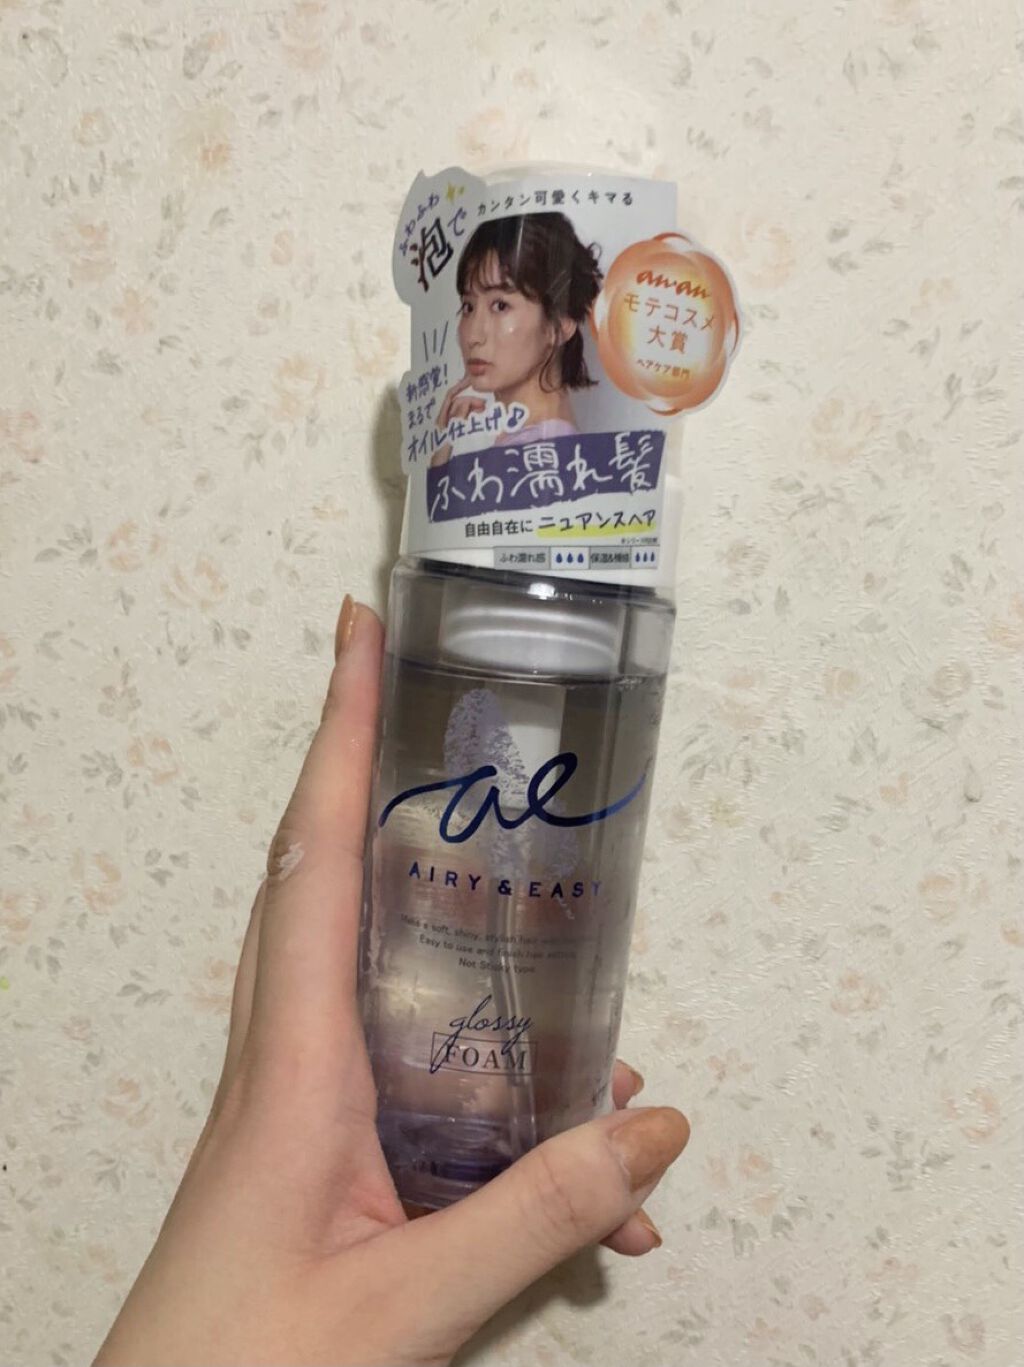 カンタン可愛くキマる
ふわふわ
泡で
an・an
モテコスメ
大賞
ヘアケア部門
新感覚!
まるで
オイル仕上げ♪
ふわ濡れ髪
自由自在にニュアンスヘア
ふわ濡れ感
保湿&補修
ae
AIRY & EASY
Make a soft, shiny, stylish hair
Easy to use and finish hair
Not Sticky type
glossy
FOAM